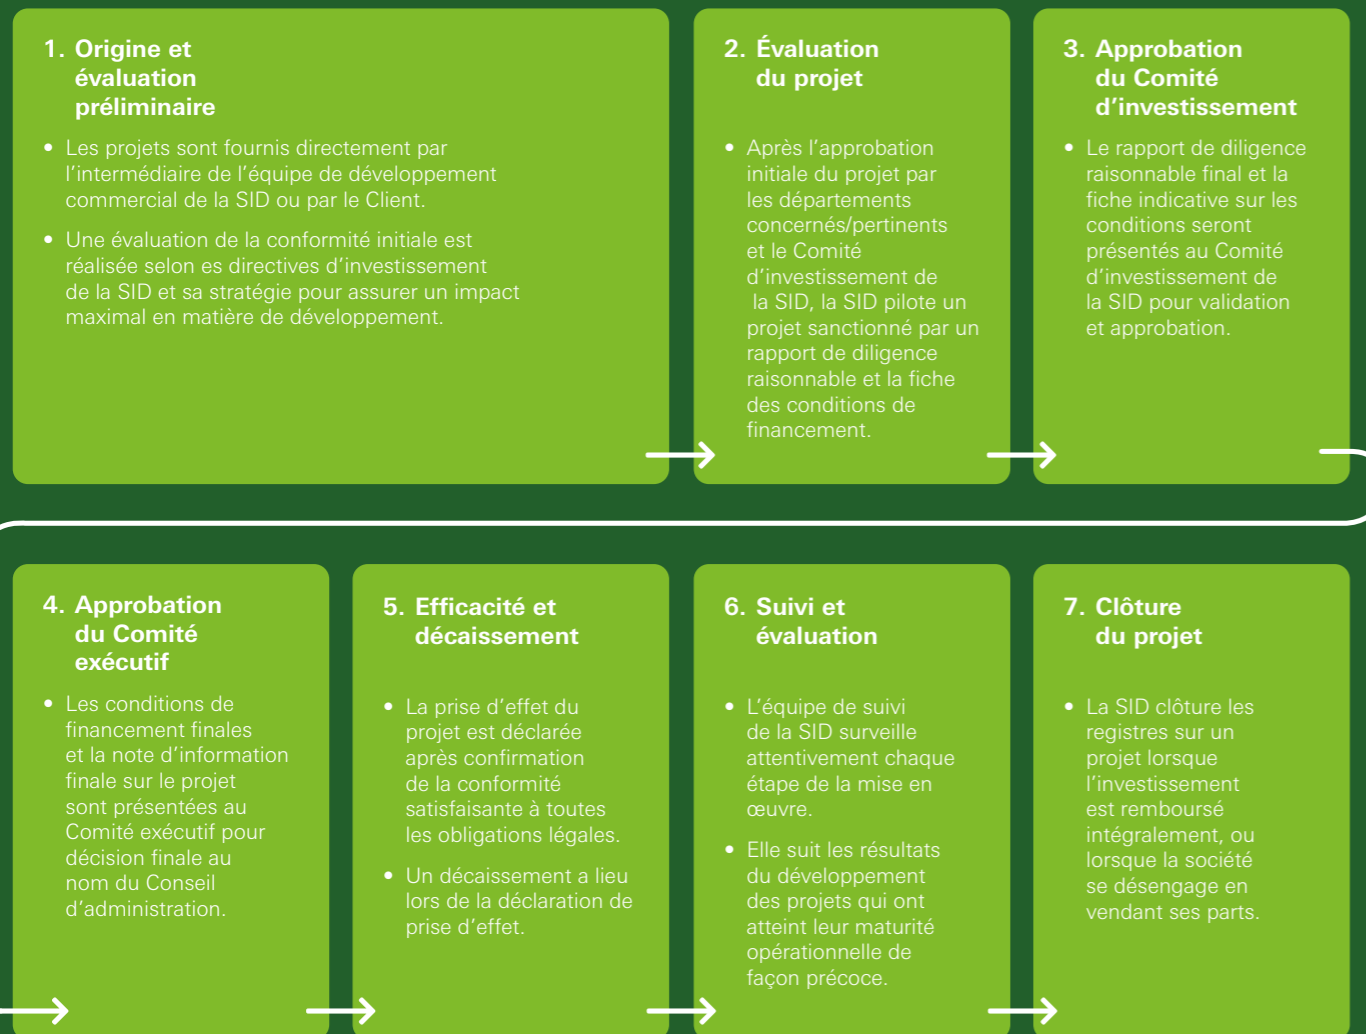 1. Origine et
évaluation
préliminaire
• Les projets sont fournis directement par
l'intermédiaire de l'équipe de développement
commercial de la SID ou par le Client.
• Une évaluation de la conformité initiale est
réalisée selon es directives d'investissement
de la SID et sa stratégie pour assurer un impact
maximal en matière de développement.
2. Évaluation
du projet
• Après l'approbation
initiale du projet par
les départements
concernés/pertinents
et le Comité
d'investissement de
la SID, la SID pilote un
projet sanctionné par un
rapport de diligence
raisonnable et la fiche
des conditions de
financement.
3. Approbation
du Comité
d'investissement
• Le rapport de diligence
raisonnable final et la
fiche indicative sur les
conditions seront
présentés au Comité
d'investissement de
la SID pour validation
et approbation.
4. Approbation
du Comité
exécutif
• Les conditions de
financement finales
et la note d'information
finale sur le projet
sont présentées au
Comité exécutif pour
décision finale au
nom du Conseil
d'administration.
5. Efficacité et
décaissement
• La prise d'effet du
projet est déclarée
après confirmation
de la conformité
satisfaisante à toutes
les obligations légales.
• Un décaissement a lieu
lors de la déclaration de
prise d'effet.
6. Suivi et
évaluation
• L'équipe de suivi
de la SID surveille
attentivement chaque
étape de la mise en
œuvre.
• Elle suit les résultats
du développement
des projets qui ont
atteint leur maturité
opérationnelle de
façon précoce.
7. Clôture
du projet
• La SID clôture les
registres sur un
projet lorsque
l'investissement
est remboursé
intégralement, ou
lorsque la société
se désengage en
vendant ses parts.